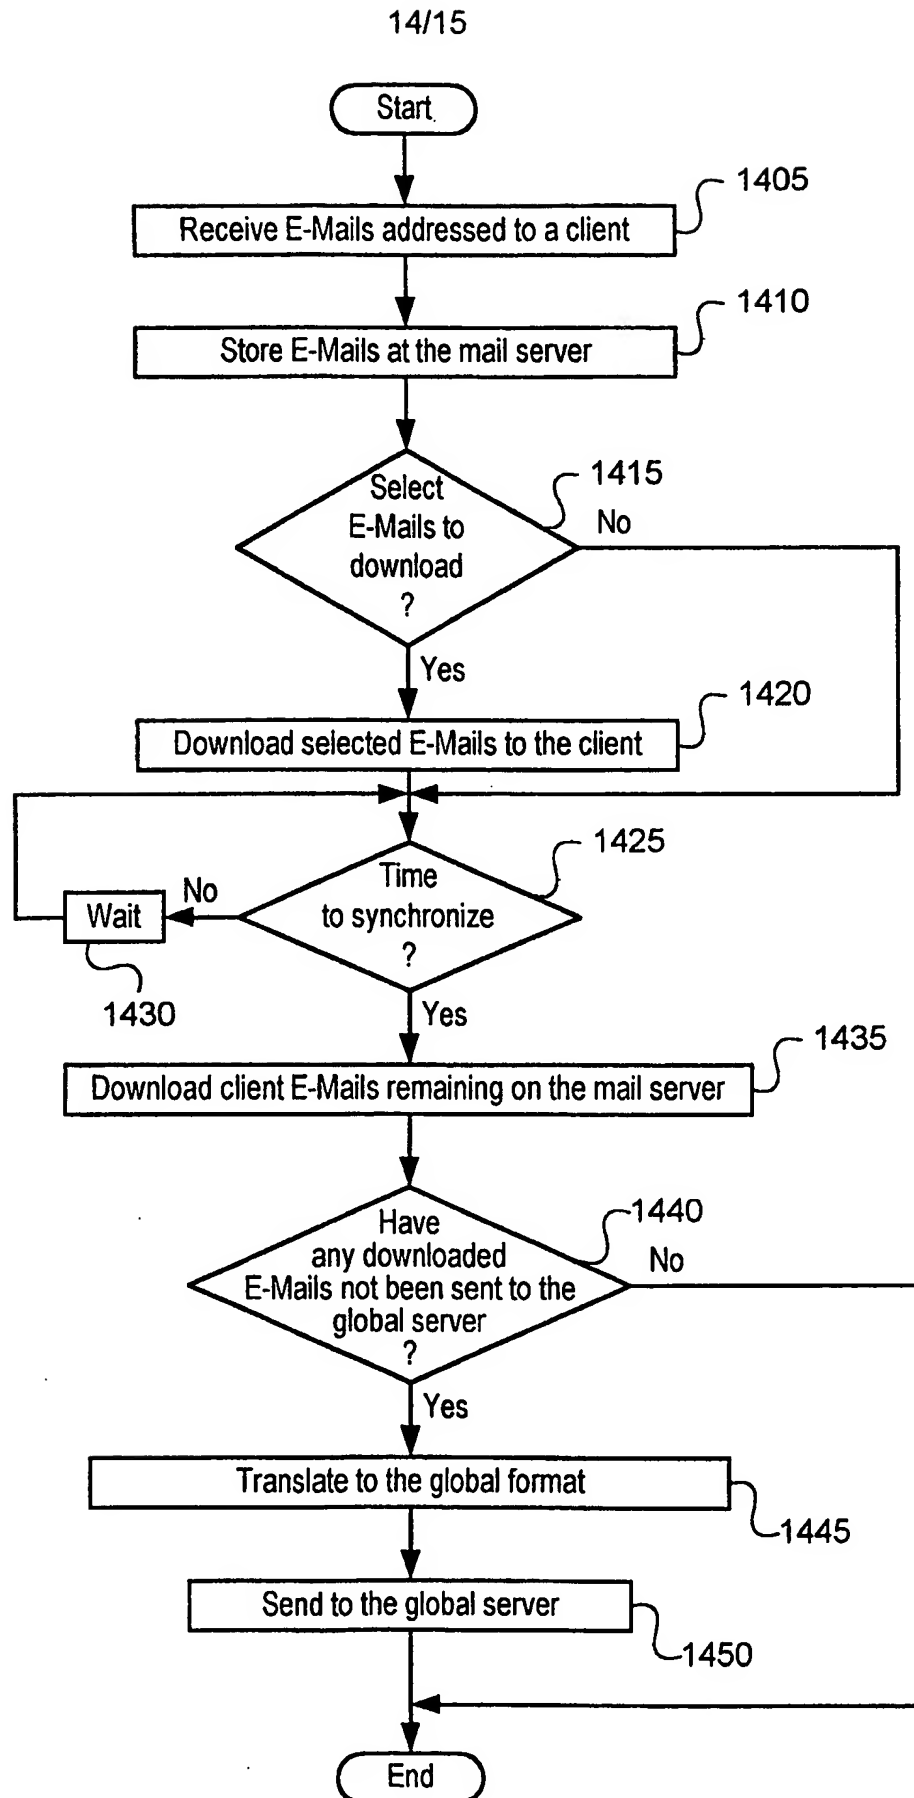 14/15
Start
1405
Receive E-Mails addressed to a client
1410
Store E-Mails at the mail server
1415
Select
E-Mails to
download
?
No
Yes
1420
Download selected E-Mails to the client
1425
Time
to synchronize
?
No
Wait
1430
Yes
1435
Download client E-Mails remaining on the mail server
1440
Have
any downloaded
E-Mails not been sent to the
global server
?
No
Yes
Translate to the global format
1445
Send to the global server
1450
End